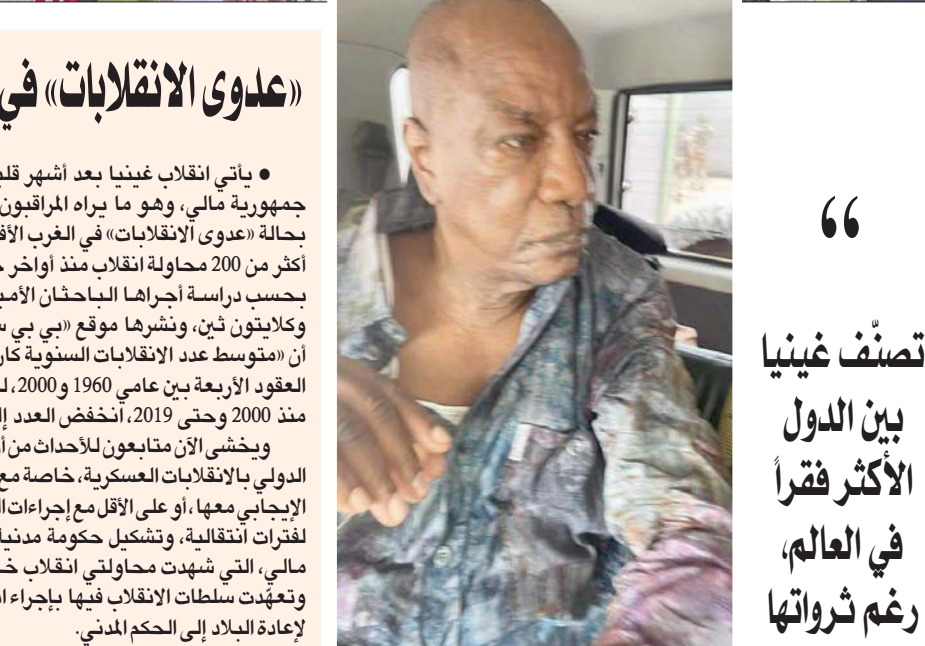 «عدوى الانقلابات» في
● يأتي انقلاب غينيا بعد أشهر
جمهورية مالي، وهو ما يراه المراقبون
بحالة «عدوى الانقلابات» في الغرب
أكثر من 200 محاولة انقلاب منذ أواخر
بحسب دراسة أجراها الباحثان
وكلايتون ثين، ونشرها موقع «بي بي
أن «متوسط عدد الانقلابات السنوية
العقود الأربعة بين عامي 1960 و2000،
منذ 2000 وحتى 2019، انخفض العدد
ويخشى الآن متابعون للأحداث من
الدولي بالانقلابات العسكرية، خاصة مع
الإيجابي معها، أو على الأقل مع إجراءات
لفترات انتقالية، وتشكيل حكومة مدنية
مالي، التي شهدت محاولتي انقلاب
وتعهّدت سلطات الانقلاب فيها بإجراء
لإعادة البلاد إلى الحكم المدني.
“
تصنّف غينيا
بين الدول
الأكثر فقراً
في العالم،
رغم ثرواتها